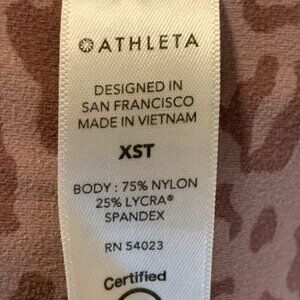 ATHLETA
DESIGNED IN
SAN FRANCISCO
MADE IN VIETNAM
XST
BODY : 75% NYLON
25% LYCRA®
SPANDEX
RN 54023
Certified